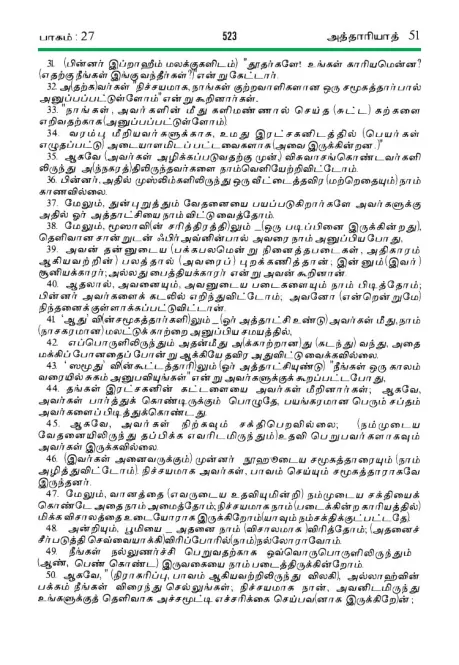 பாகம் : 27 523 அத்தாரியாத் 51
31. (பின்னர் இப்ராஹீம் மலக்குகளிடம்) "தூதர்களே! உங்கள் காரியமென்ன?
(எதற்கு நீங்கள் இங்கு வந்தீர்கள்?)" என்று கேட்டார்.
32. அ(தற்க)வர்கள் "நிச்சயமாக, நாங்கள் குற்றவாளிகளான ஒரு சமூகத்தார்பால்
அனுப்பப்பட்டுள்ளோம்" என்று கூறினார்கள்.
33. "நாங்கள், அவர்களின் மீது களிமண்ணால் செய்த (சுட்ட) கற்களை
எறிவதற்காக (அனுப்பப்பட்டுள்ளோம்).
34. வரம்பு மீறியவர்களுக்காக, உமது இரட்சகனிடத்தில் (பெயர்கள்
எழுதப்பட்டு) அடையாளமிடப்பட்டவைகளாக (அவை இருக்கின்றன.)"
35. ஆகவே (அவர்கள் அழிக்கப்படுவதற்கு முன்) விசுவாசங்கொண்டவர்களி
லிருந்து அ(ந்நகரத்)திலிருந்தவர்களை நாம் வெளியேற்றிவிட்டோம்.
36. பின்னர், அதில் முஸ்லிம்களிலிருந்து ஒரு வீட்டைத்தவிர (மற்றெதையும்) நாம்
காணவில்லை.
37. மேலும், துன்புறுத்தும் வேதனையை பயப்படுகிறார்களே அவர்களுக்கு
அதில் ஓர் அத்தாட்சியை நாம் விட்டு வைத்தோம்.
38. மேலும், மூஸாவி(ன் சரித்திரத்தி)லும் _ (ஒரு படிப்பினை இருக்கின்றது),
தெளிவான சான்றுடன் ஃபிர்அவ்னின்பால் அவரை நாம் அனுப்பியபோது,
39. அவன் தன்னுடைய (பக்கபலமென்று நினைத்தபடைகள், அதிகாரம்
ஆகியவற்றின்) பலத்தால் (அவரைப்) புறக்கணித்தான்; இன்னும் (இவர்)
சூனியக்காரர்; அல்லது பைத்தியக்காரர் என்று அவன் கூறினான்.
40. ஆதலால், அவனையும், அவனுடைய படைகளையும் நாம் பிடித்தோம்;
பின்னர் அவர்களைக் கடலில் எறிந்துவிட்டோம்; அவனோ (என்றென்றுமே)
நிந்தனைக்குள்ளாக்கப்பட்டுவிட்டான்.
41. 'ஆது'வி(ன் சமூகத்தார்களி)லும் _ (ஓர் அத்தாட்சி உண்டு) அவர்கள் மீது, நாம்
(நாசகரமான) மலட்டுக்காற்றை அனுப்பிய சமயத்தில்,
42. எப்பொருளிலிருந்தும் அதன்மீது அ(க்காற்றான)து (கடந்து) வந்து, அதை
மக்கிப்போனதைப் போன்று ஆக்கியேதவிர அதுவிட்டுவைக்கவில்லை.
43. 'ஸமூது' வி(ன் கூட்டத்தாரி)லும் (ஓர் அத்தாட்சியுண்டு) "நீங்கள் ஒரு காலம்
வரையில் சுகம் அனுபவியுங்கள்" என்று அவர்களுக்குக் கூறப்பட்டபோது,
44. தங்கள் இரட்சகனின் கட்டளையை அவர்கள் மீறினார்கள்; ஆகவே,
அவர்கள் பார்த்துக் கொண்டிருக்கும் பொழுதே, பயங்கரமான பெரும் சப்தம்
அவர்களைப் பிடித்துக்கொண்டது.
45. ஆகவே, அவர்கள் நிற்கவும் சக்திபெறவில்லை; (நம்முடைய
வேதனையிலிருந்து தப்பிக்க எவரிடமிருந்தும்) உதவி பெறுபவர்களாகவும்
அவர்கள் இருக்கவில்லை.
46. (இவர்கள் அனைவருக்கும்) முன்னர் நூஹுடைய சமூகத்தாரையும் (நாம்
அழித்துவிட்டோம்). நிச்சயமாக அவர்கள், பாவம் செய்யும் சமூகத்தாராகவே
இருந்தனர்.
47. மேலும், வானத்தை (எவருடைய உதவியுமின்றி) நம்முடைய சக்தியைக்
கொண்டே அதை நாம் அமைத்தோம்; நிச்சயமாக நாம் (படைக்கின்ற காரியத்தில்)
மிக்க விசாலத்தை உடையோராக இருக்கிறோம் (யாவும் நம்சக்திக்குட்பட்டதே).
48. அன்றியும், பூமியை _ அதனை நாம் (விசாலமாக) விரித்தோம்; (அதனைச்
சீர்படுத்தி செவ்வையாக்கி) விரிப்போரில் (நாம்) நல்லோராவோம்.
49. நீங்கள் நல்லுணர்ச்சி பெறுவதற்காக ஒவ்வொருபொருளிலிருந்தும்
(ஆண், பெண் கொண்ட) இருவகையை நாம் படைத்திருக்கின்றோம்.
50. ஆகவே, " (நிராகரிப்பு, பாவம் ஆகியவற்றிலிருந்து விலகி), அல்லாஹ்வின்
பக்கம் நீங்கள் விரைந்து செல்லுங்கள்; நிச்சயமாக நான், அவனிடமிருந்து
உங்களுக்குத் தெளிவாக அச்சமூட்டி எச்சரிக்கை செய்பவ(னாக இருக்கிறே)ன்;